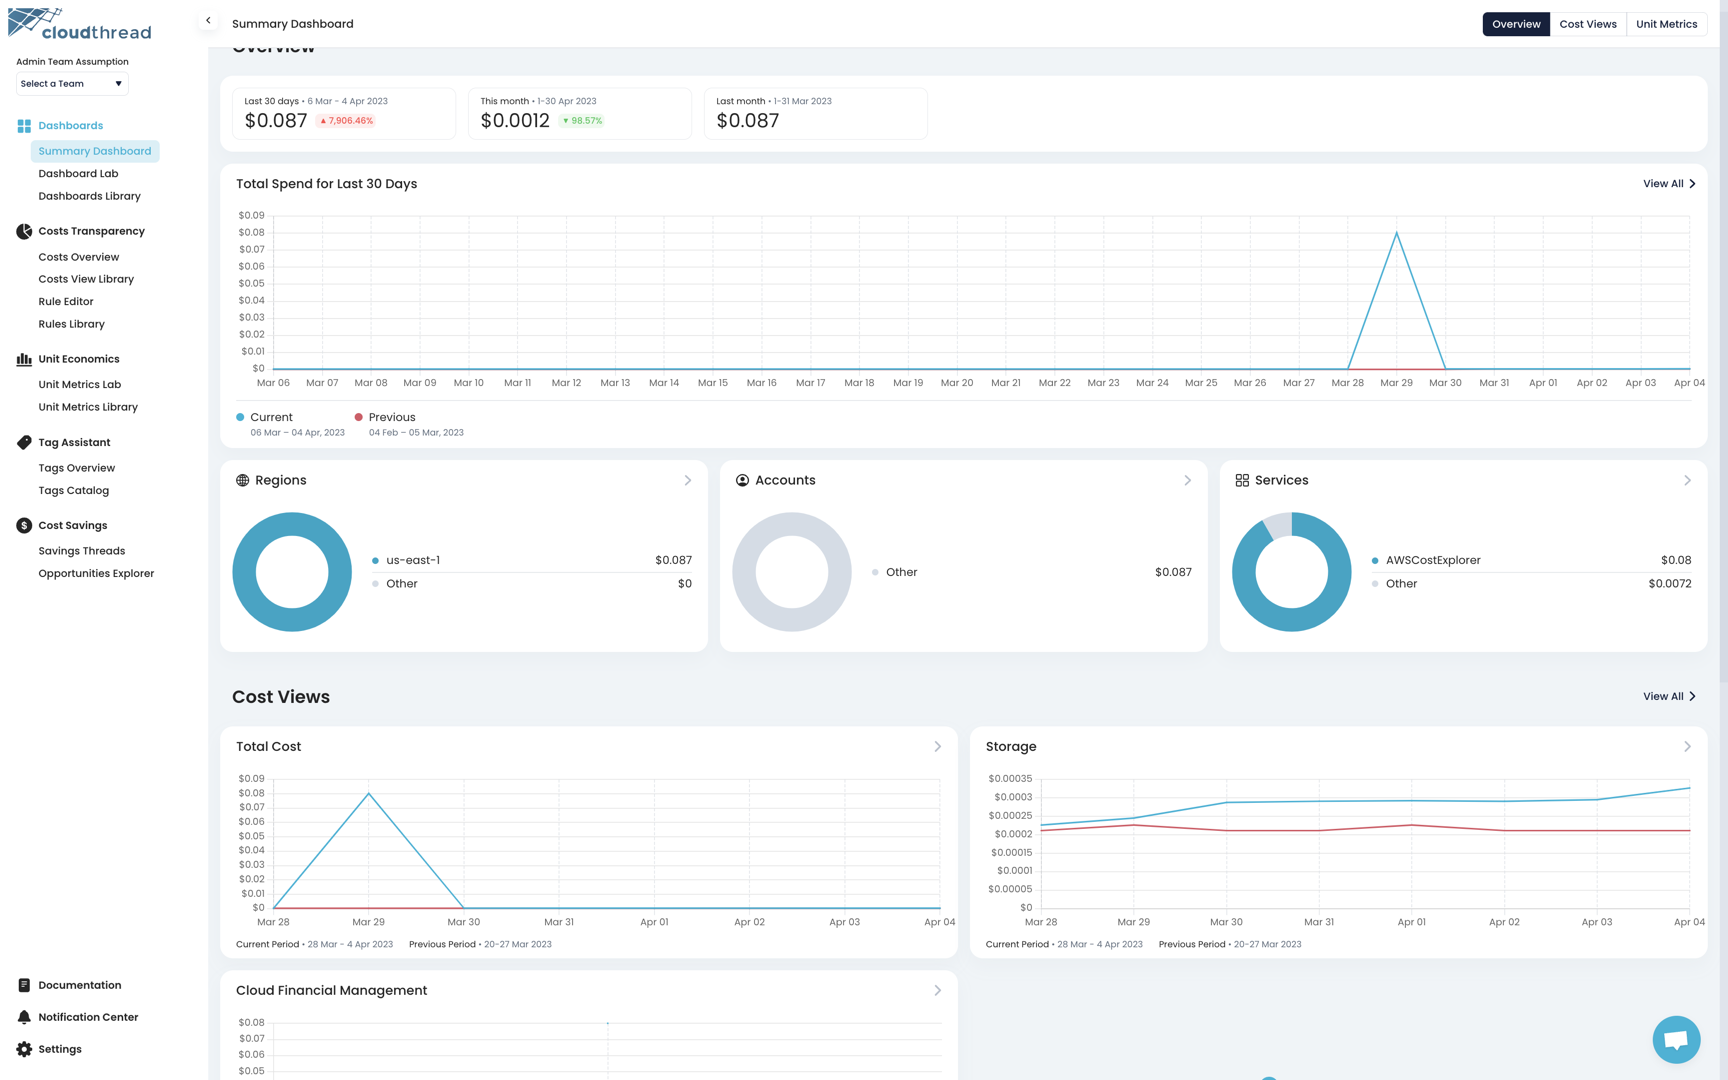 cloudthread
Admin Team Assumption
Select a Team
Dashboards
Summary Dashboard
Dashboard Lab
Dashboards Library
Costs Transparency
Costs Overview
Costs View Library
Rule Editor
Rules Library
Unit Economics
Unit Metrics Lab
Unit Metrics Library
Tag Assistant
Tags Overview
Tags Catalog
Cost Savings
Savings Threads
Opportunities Explorer
Documentation
Notification Center
Settings
Summary Dashboard
Overview Cost Views Unit Metrics
Overview
Last 30 days • 6 Mar - 4 Apr 2023
$0.087 ▲ 7,906.46%
This month • 1-30 Apr 2023
$0.0012 ▼ 98.57%
Last month • 1-31 Mar 2023
$0.087
Total Spend for Last 30 Days View All
$0.09
$0.08
$0.07
$0.06
$0.05
$0.04
$0.03
$0.02
$0.01
$0
Mar 06 Mar 07 Mar 08 Mar 09 Mar 10 Mar 11 Mar 12 Mar 13 Mar 14 Mar 15 Mar 16 Mar 17 Mar 18 Mar 19 Mar 20 Mar 21 Mar 22 Mar 23 Mar 24 Mar 25 Mar 26 Mar 27 Mar 28 Mar 29 Mar 30 Mar 31 Apr 01 Apr 02 Apr 03 Apr 04
Current Previous
06 Mar – 04 Apr, 2023 04 Feb – 05 Mar, 2023
Regions
us-east-1 $0.087
Other $0
Accounts
Other $0.087
Services
AWSCostExplorer $0.08
Other $0.0072
Cost Views View All
Total Cost
$0.09
$0.08
$0.07
$0.06
$0.05
$0.04
$0.03
$0.02
$0.01
$0
Mar 28 Mar 29 Mar 30 Mar 31 Apr 01 Apr 02 Apr 03 Apr 04
Current Period • 28 Mar - 4 Apr 2023 Previous Period • 20-27 Mar 2023
Storage
$0.00035
$0.0003
$0.00025
$0.0002
$0.00015
$0.0001
$0.00005
$0
Mar 28 Mar 29 Mar 30 Mar 31 Apr 01 Apr 02 Apr 03 Apr 04
Current Period • 28 Mar - 4 Apr 2023 Previous Period • 20-27 Mar 2023
Cloud Financial Management
$0.08
$0.07
$0.06
$0.05